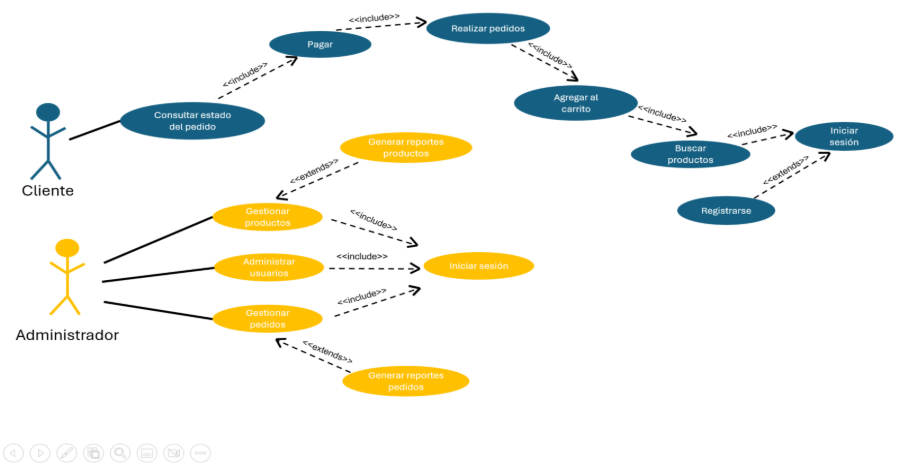 <<include>>
Realizar pedidos
Pagar
<<include>>
<<include>>
Agregar al
carrito
Consultar estado
del pedido
<<include>>
<<include>>
Iniciar
sesión
Buscar
productos
Generar reportes
productos
<<extends>>
<<extends>>
Cliente
Registrarse
Gestionar
productos
<<include>>
Administrar
usuarios
<<include>>
Iniciar sesión
<<include>>
Gestionar
pedidos
Administrador
<<extends>>
Generar reportes
pedidos